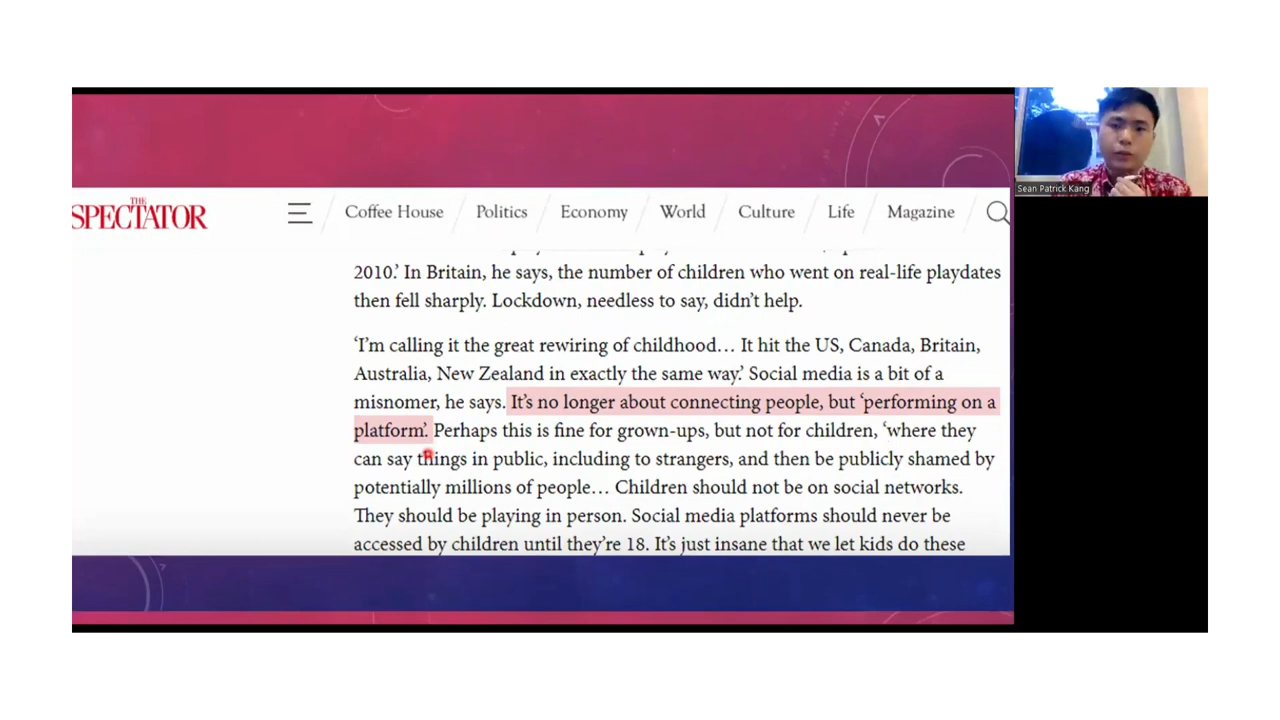 THE
SPECTATOR
Coffee House
Politics
Economy
World
Culture
Life
Magazine
2010.’ In Britain, he says, the number of children who went on real-life playdates
then fell sharply. Lockdown, needless to say, didn’t help.
‘I’m calling it the great rewiring of childhood… It hit the US, Canada, Britain,
Australia, New Zealand in exactly the same way.’ Social media is a bit of a
misnomer, he says. It’s no longer about connecting people, but ‘performing on a
platform’. Perhaps this is fine for grown-ups, but not for children, ‘where they
can say things in public, including to strangers, and then be publicly shamed by
potentially millions of people… Children should not be on social networks.
They should be playing in person. Social media platforms should never be
accessed by children until they’re 18. It’s just insane that we let kids do these
Sean Patrick Kang